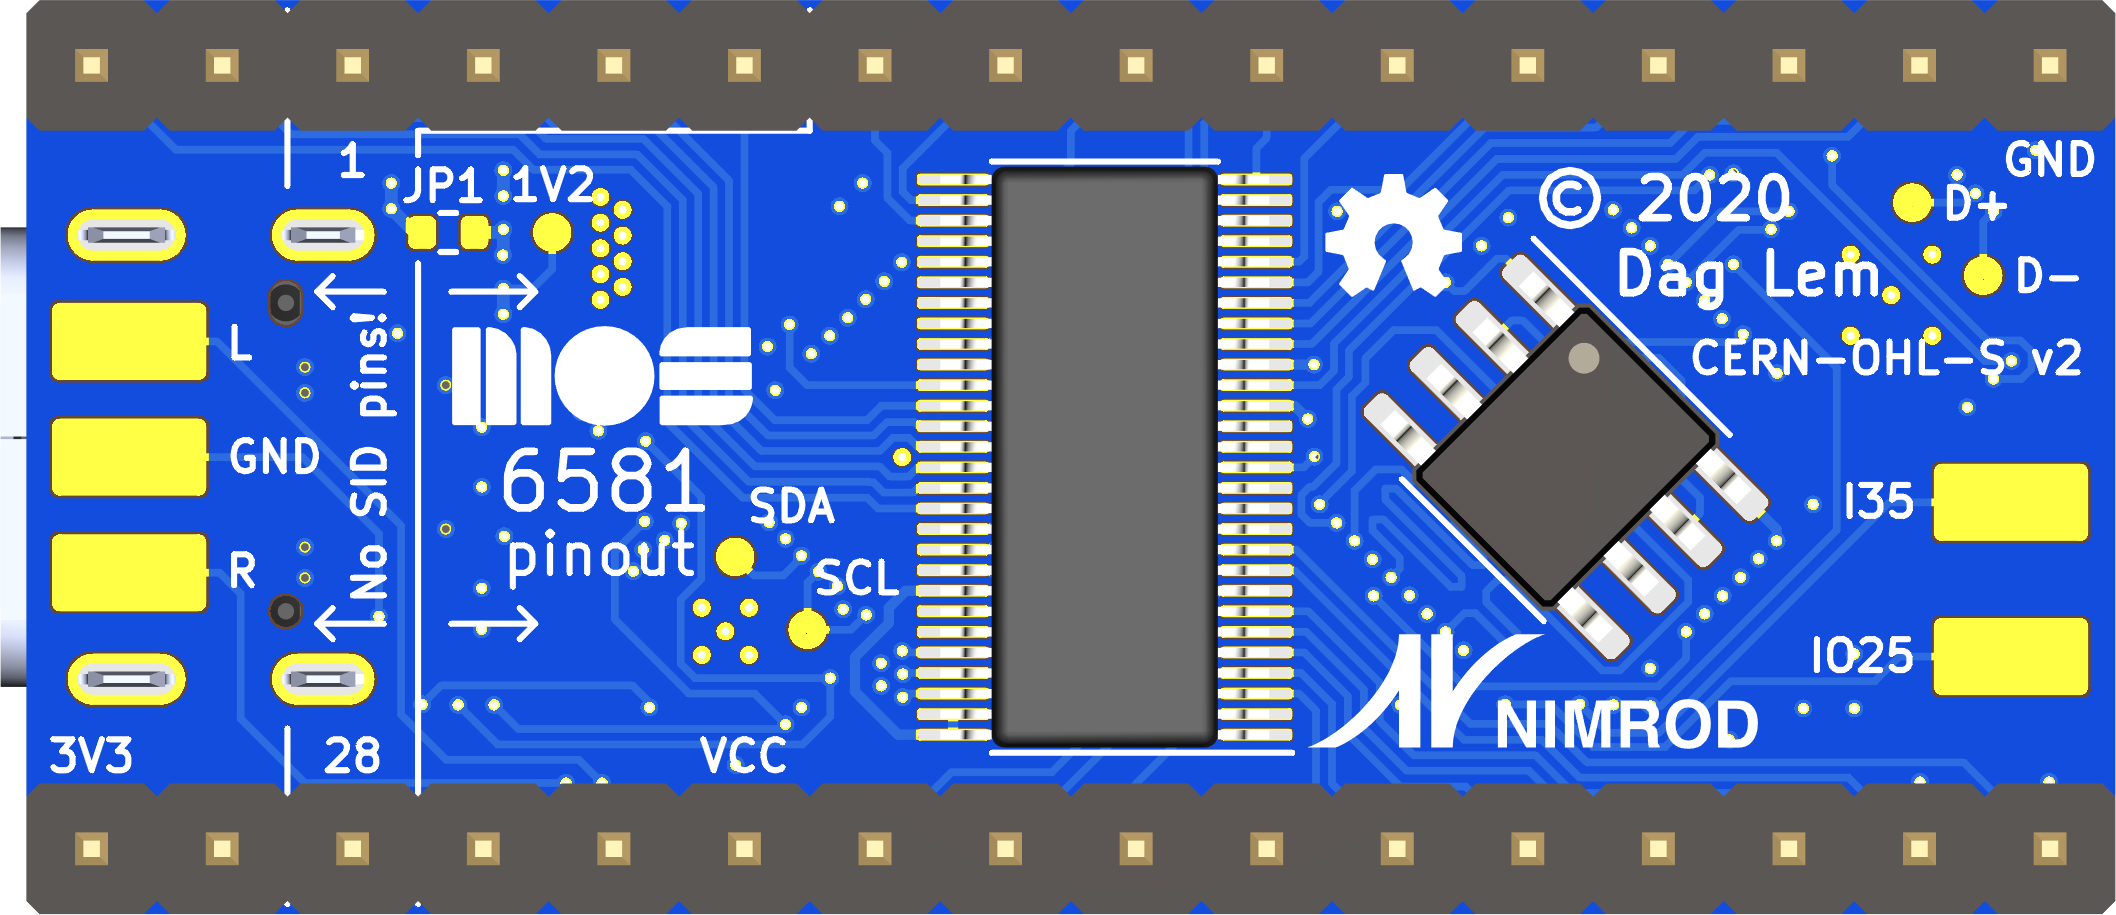 1
JP1 1V2
© 2020
Dag Lem
CERN-OHL-S v2
GND
D+
D-
L
GND
R
No SID pins!
mos
6581
pinout
SDA
SCL
I35
IO25
NIMROD
3V3
28
VCC